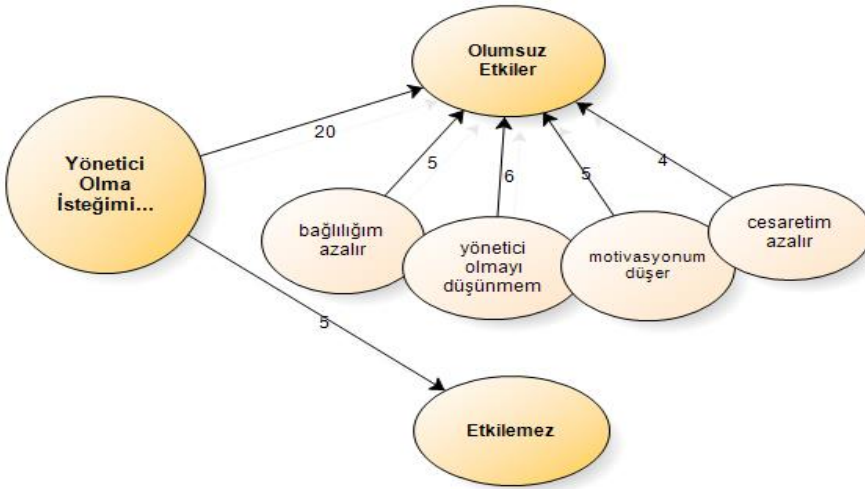 Olumsuz
Etkiler
20
Yönetici
Olma
İsteğimi...
5
6
5
4
bağlılığım
azalır
yönetici
olmayı
düşünmem
motivasyonum
düşer
cesaretim
azalır
5
Etkilemez